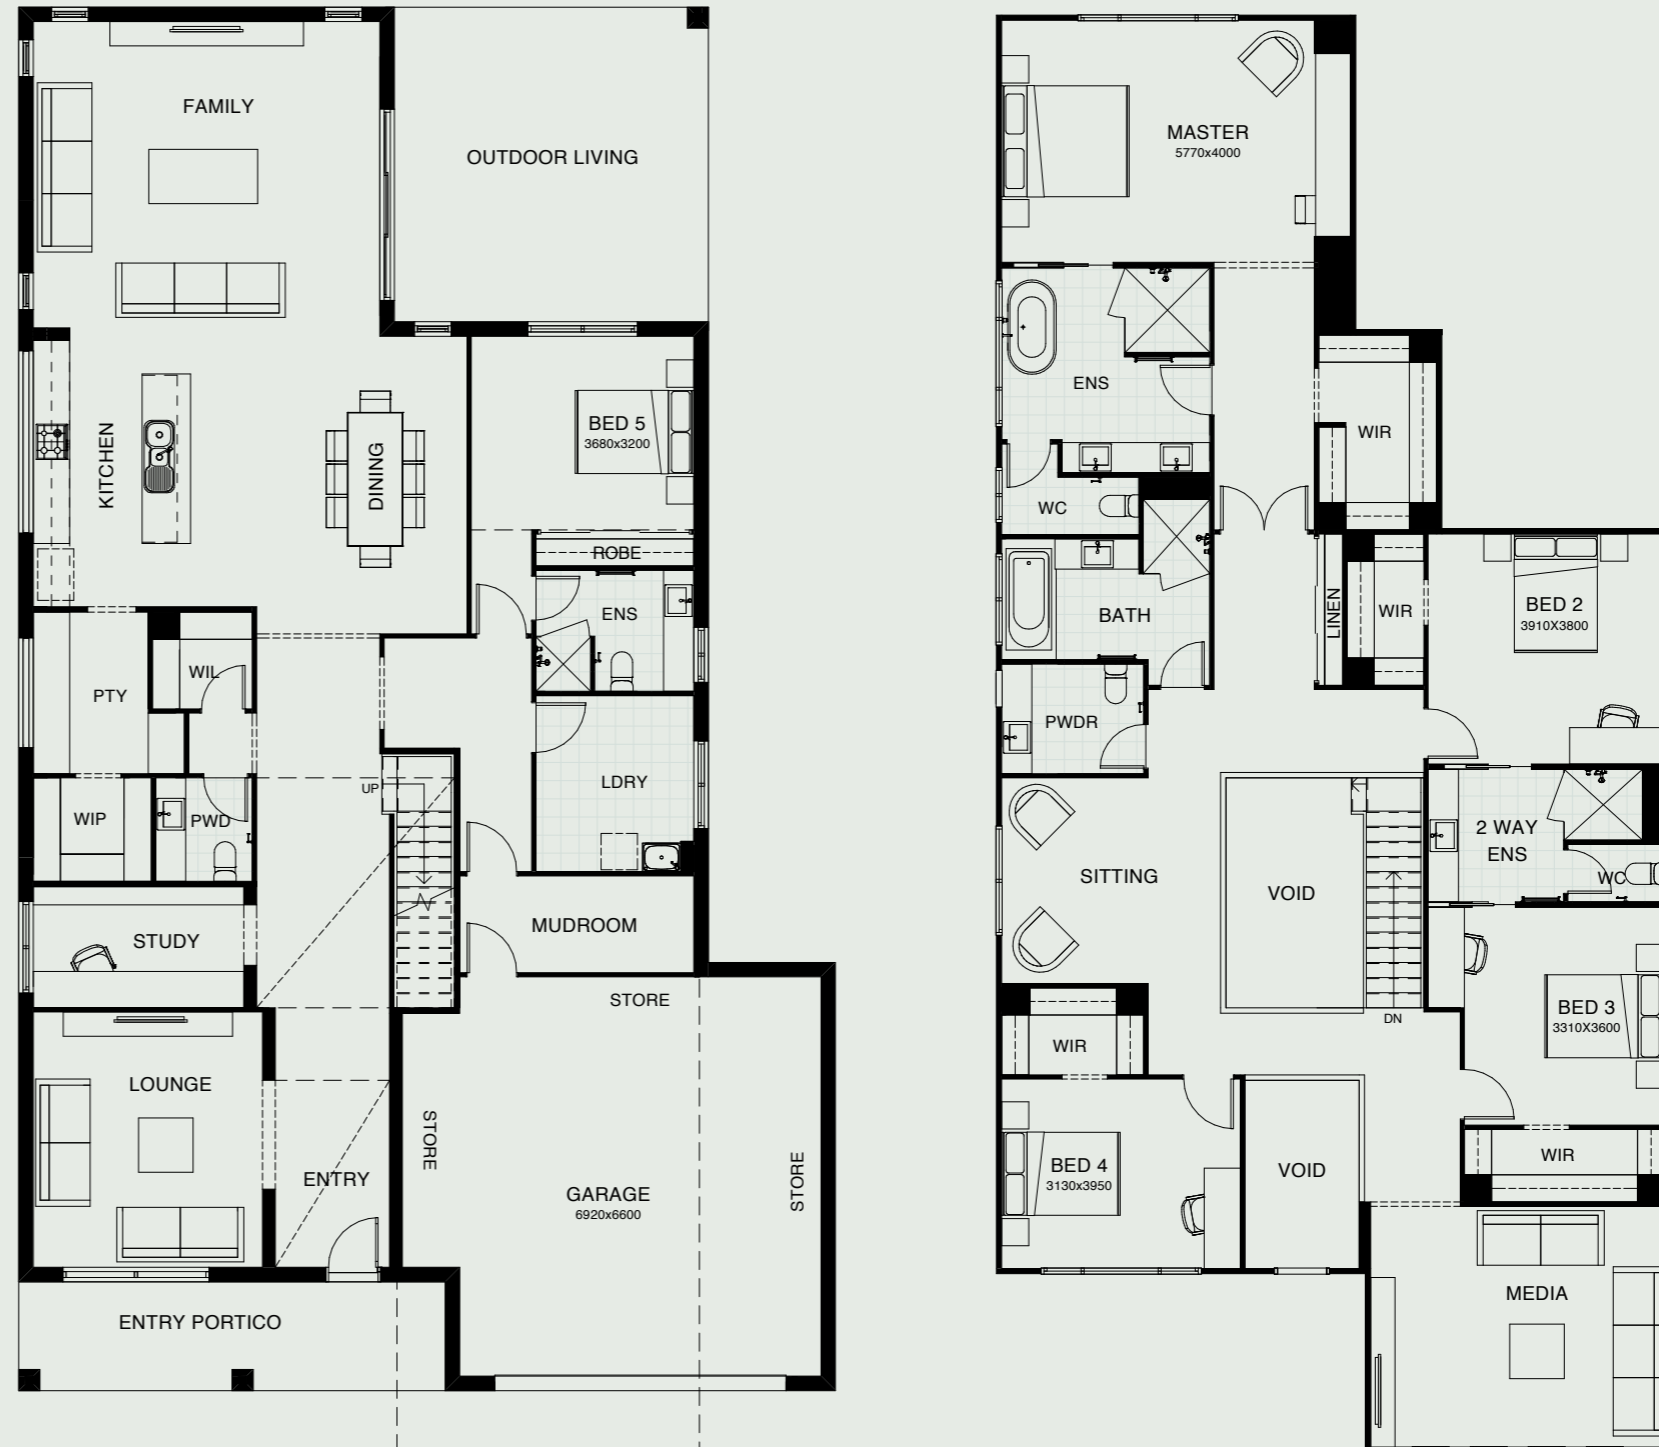 FAMILY
OUTDOOR LIVING
KITCHEN
DINING
BED 5
3680x3200
ROBE
ENS
PTY
WIL
UP
LDRY
WIP
PWD
STUDY
MUDROOM
STORE
LOUNGE
STORE
ENTRY
GARAGE
6920x6600
STORE
ENTRY PORTICO
MASTER
5770x4000
ENS
WIR
WC
BATH
LINEN
WIR
BED 2
3910X3800
PWDR
SITTING
VOID
2 WAY
ENS
WC
DN
BED 3
3310X3600
WIR
BED 4
3130x3950
VOID
WIR
MEDIA